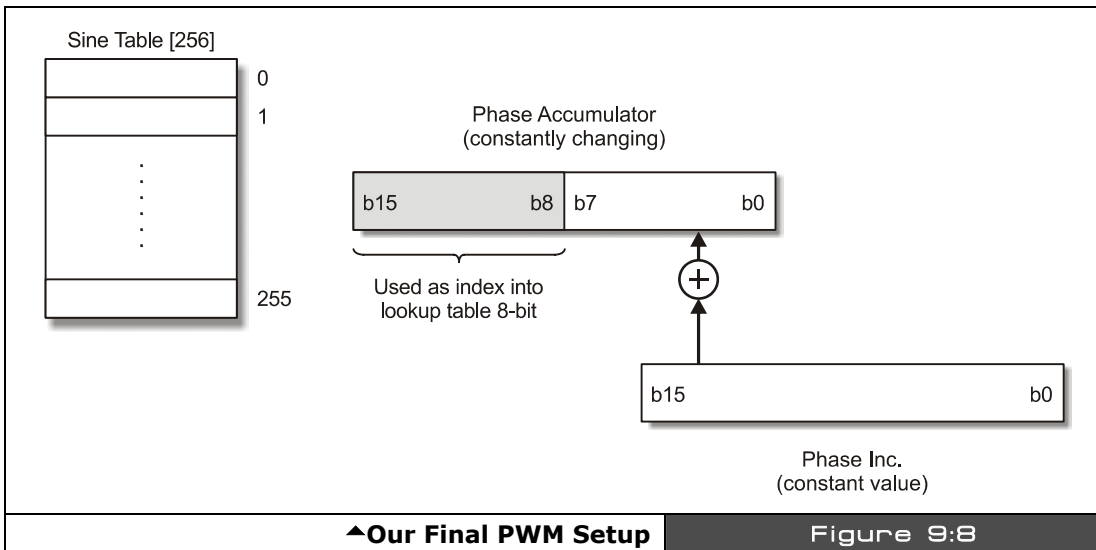 Sine Table [256]
0
1
255
Phase Accumulator
(constantly changing)
b15 b8 b7 b0
Used as index into
lookup table 8-bit
b15 b0
Phase Inc.
(constant value)
Our Final PWM Setup
Figure 9:8